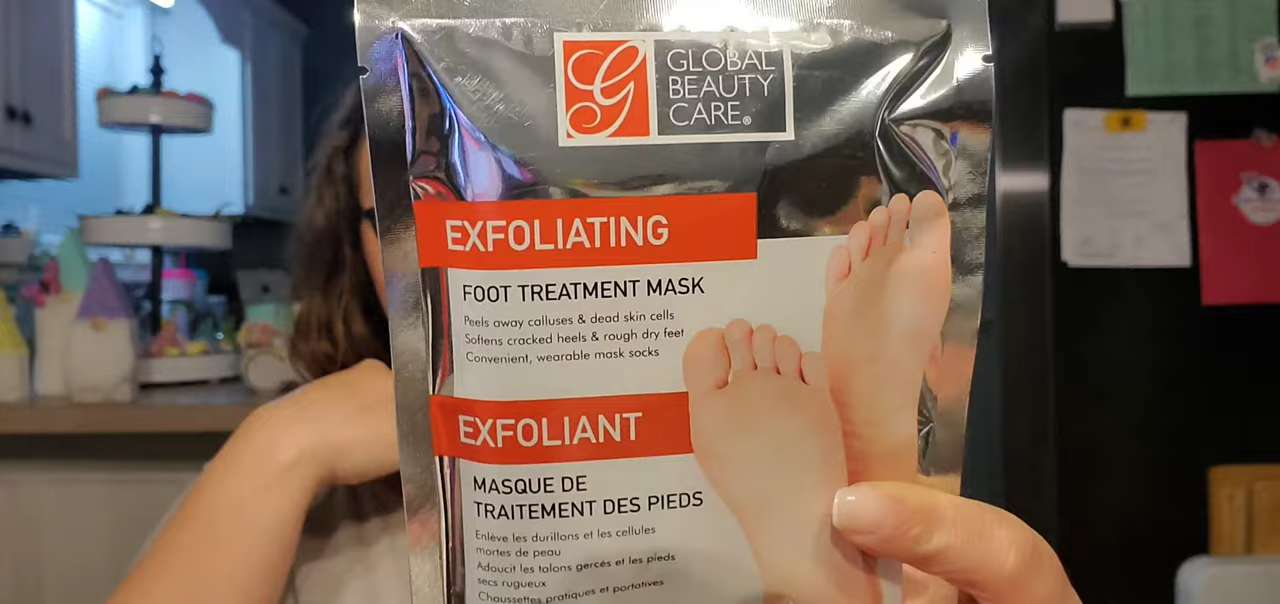 GLOBAL
BEAUTY
CARE®
EXFOLIATING
FOOT TREATMENT MASK
Peels away calluses & dead skin cells
Softens cracked heels & rough dry feet
Convenient, wearable mask socks
EXFOLIANT
MASQUE DE
TRAITEMENT DES PIEDS
Enlève les durillons et les cellules
mortes de peau
Adoucit les talons gercés et les pieds
secs rugueux
Chaussettes pratiques et portatives